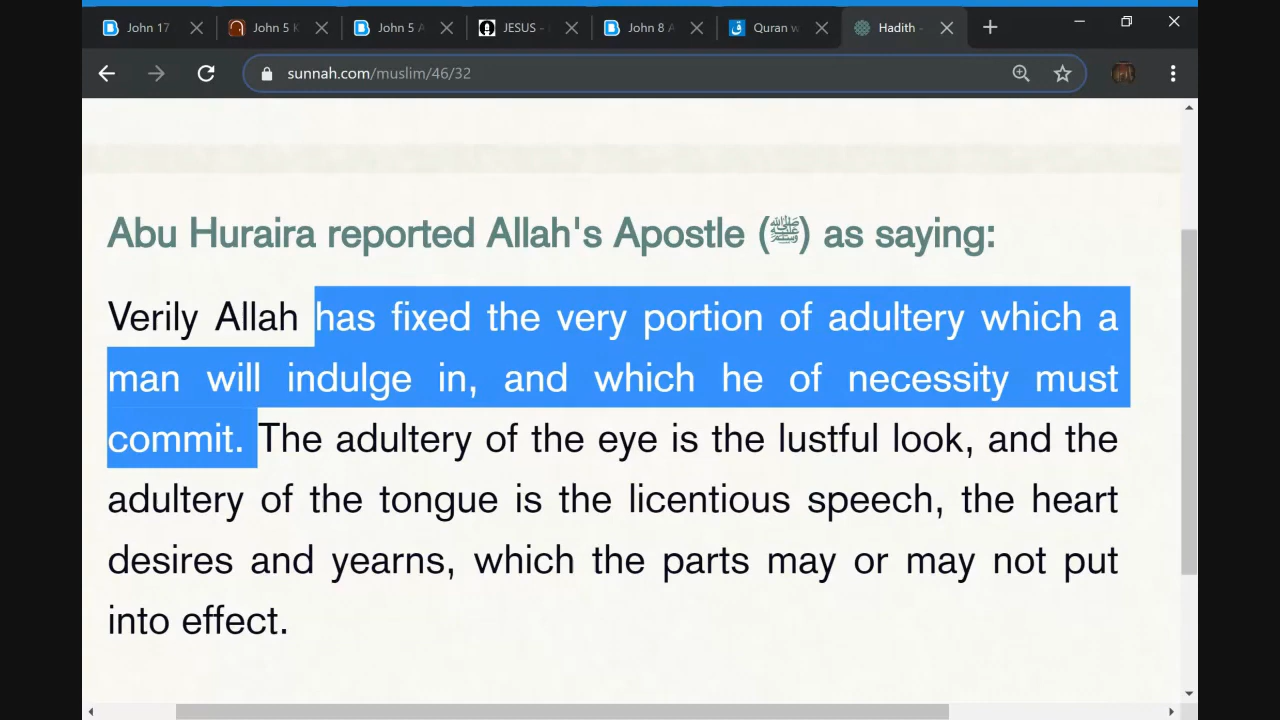 John 17
John 5 K
John 5 A
JESUS -
John 8 A
Quran w
Hadith -
sunnah.com/muslim/46/32
Abu Huraira reported Allah's Apostle (ﷺ) as saying:
Verily Allah has fixed the very portion of adultery which a
man will indulge in, and which he of necessity must
commit. The adultery of the eye is the lustful look, and the
adultery of the tongue is the licentious speech, the heart
desires and yearns, which the parts may or may not put
into effect.